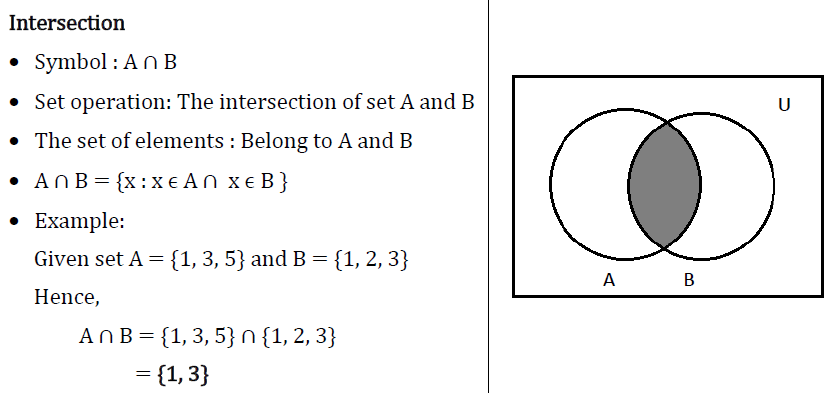 Intersection
• Symbol : A ∩ B
• Set operation: The intersection of set A and B
• The set of elements : Belong to A and B
• A ∩ B = {x : x ϵ A ∩ x ϵ B }
• Example:
Given set A = {1, 3, 5} and B = {1, 2, 3}
Hence,
A ∩ B = {1, 3, 5} ∩ {1, 2, 3}
= {1, 3}
U
A B